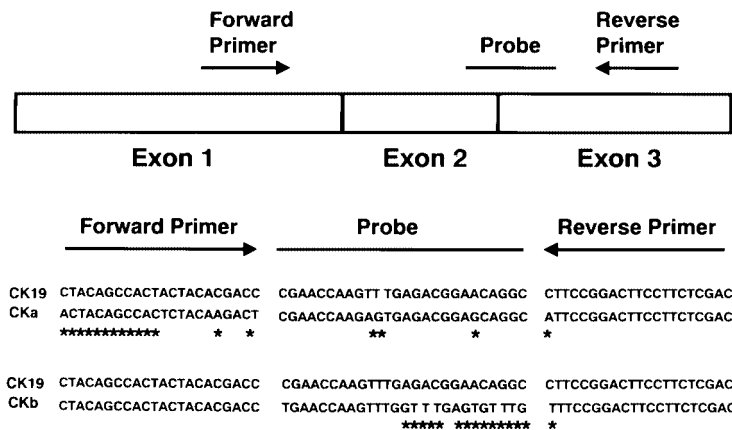 Forward Primer
Probe
Reverse Primer
Exon 1 Exon 2 Exon 3
Forward Primer Probe Reverse Primer
CK19 CTACAGCCACTACTACACGACC CGAACCAAGTT TGAGACGGAACAGGC CTTCCGGACTTCCTTCTCGAC
CKa ACTACAGCCACTCTACAAGACT CGAACCAAGAGTGAGACGGAGCAGGC ATTCCGGACTTCCTTCTCGAC
************* * * ** * *
CK19 CTACAGCCACTACTACACGACC CGAACCAAGTTTGAGACGGAACAGGC CTTCCGGACTTCCTTCTCGAC
CKb CTACAGCCACTACTACACGACC TGAACCAAGTTTGGT T TGAGTGT TTG TTTCCGGACTTCCTTCTCGAC
***** ********* *